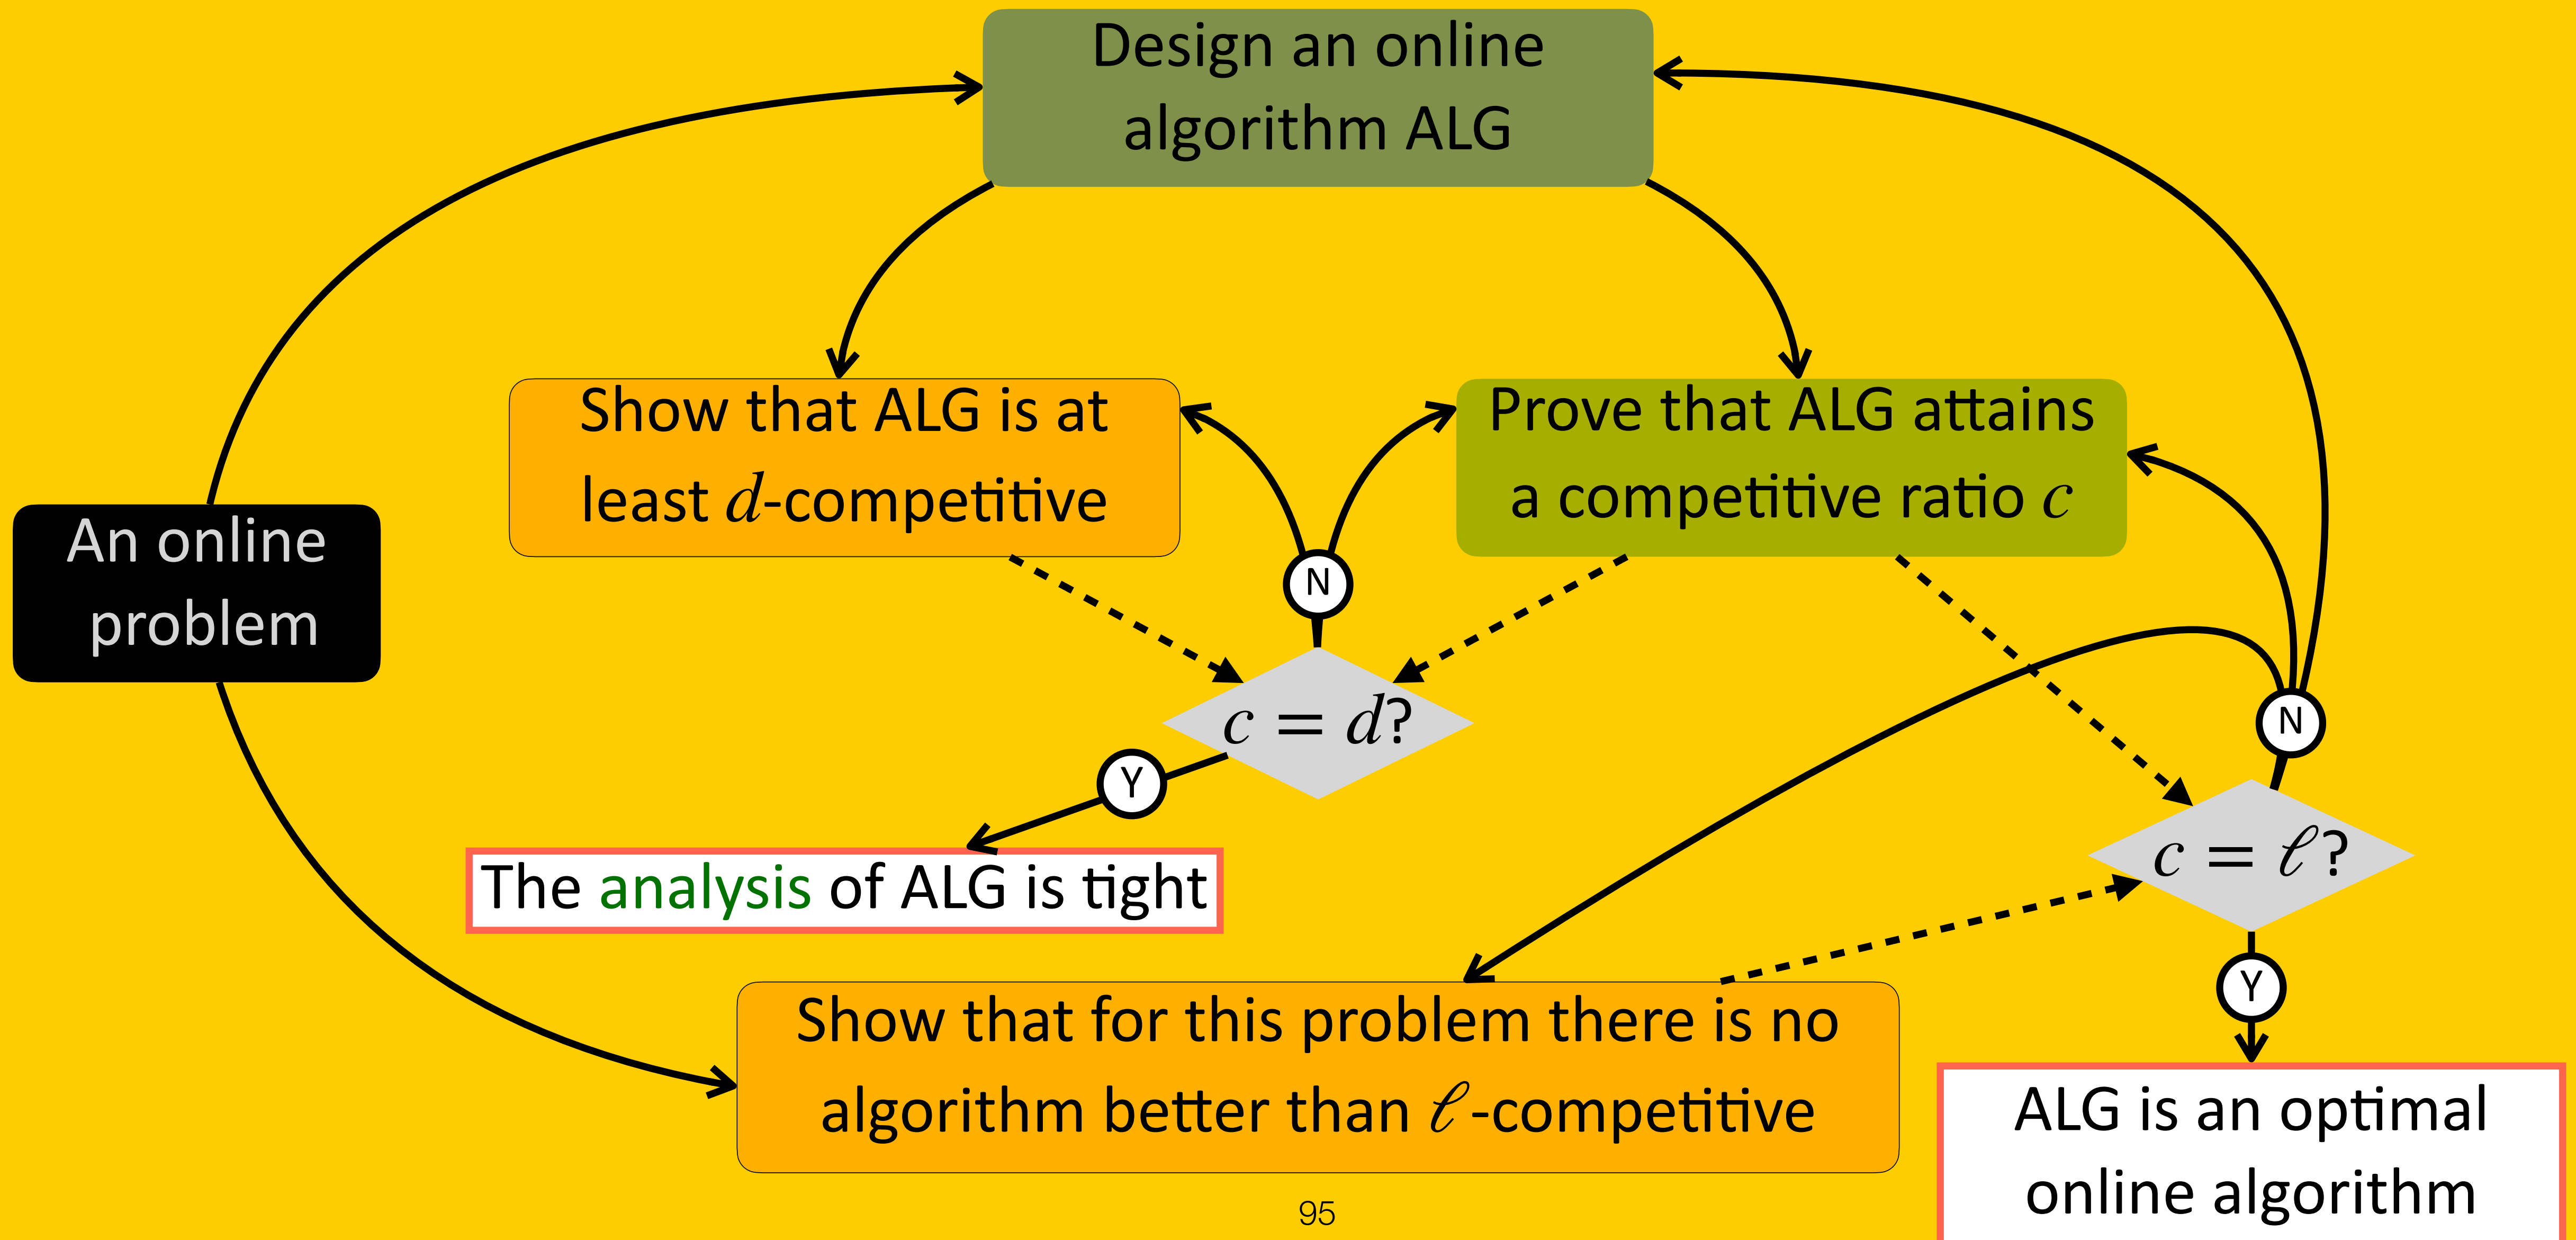 Design an online
algorithm ALG
Show that ALG is at
least d-competitive
Prove that ALG attains
a competitive ratio c
An online
problem
N
c = d?
N
Y
c = ℓ?
The analysis of ALG is tight
Y
Show that for this problem there is no
algorithm better than ℓ-competitive
ALG is an optimal
online algorithm
95